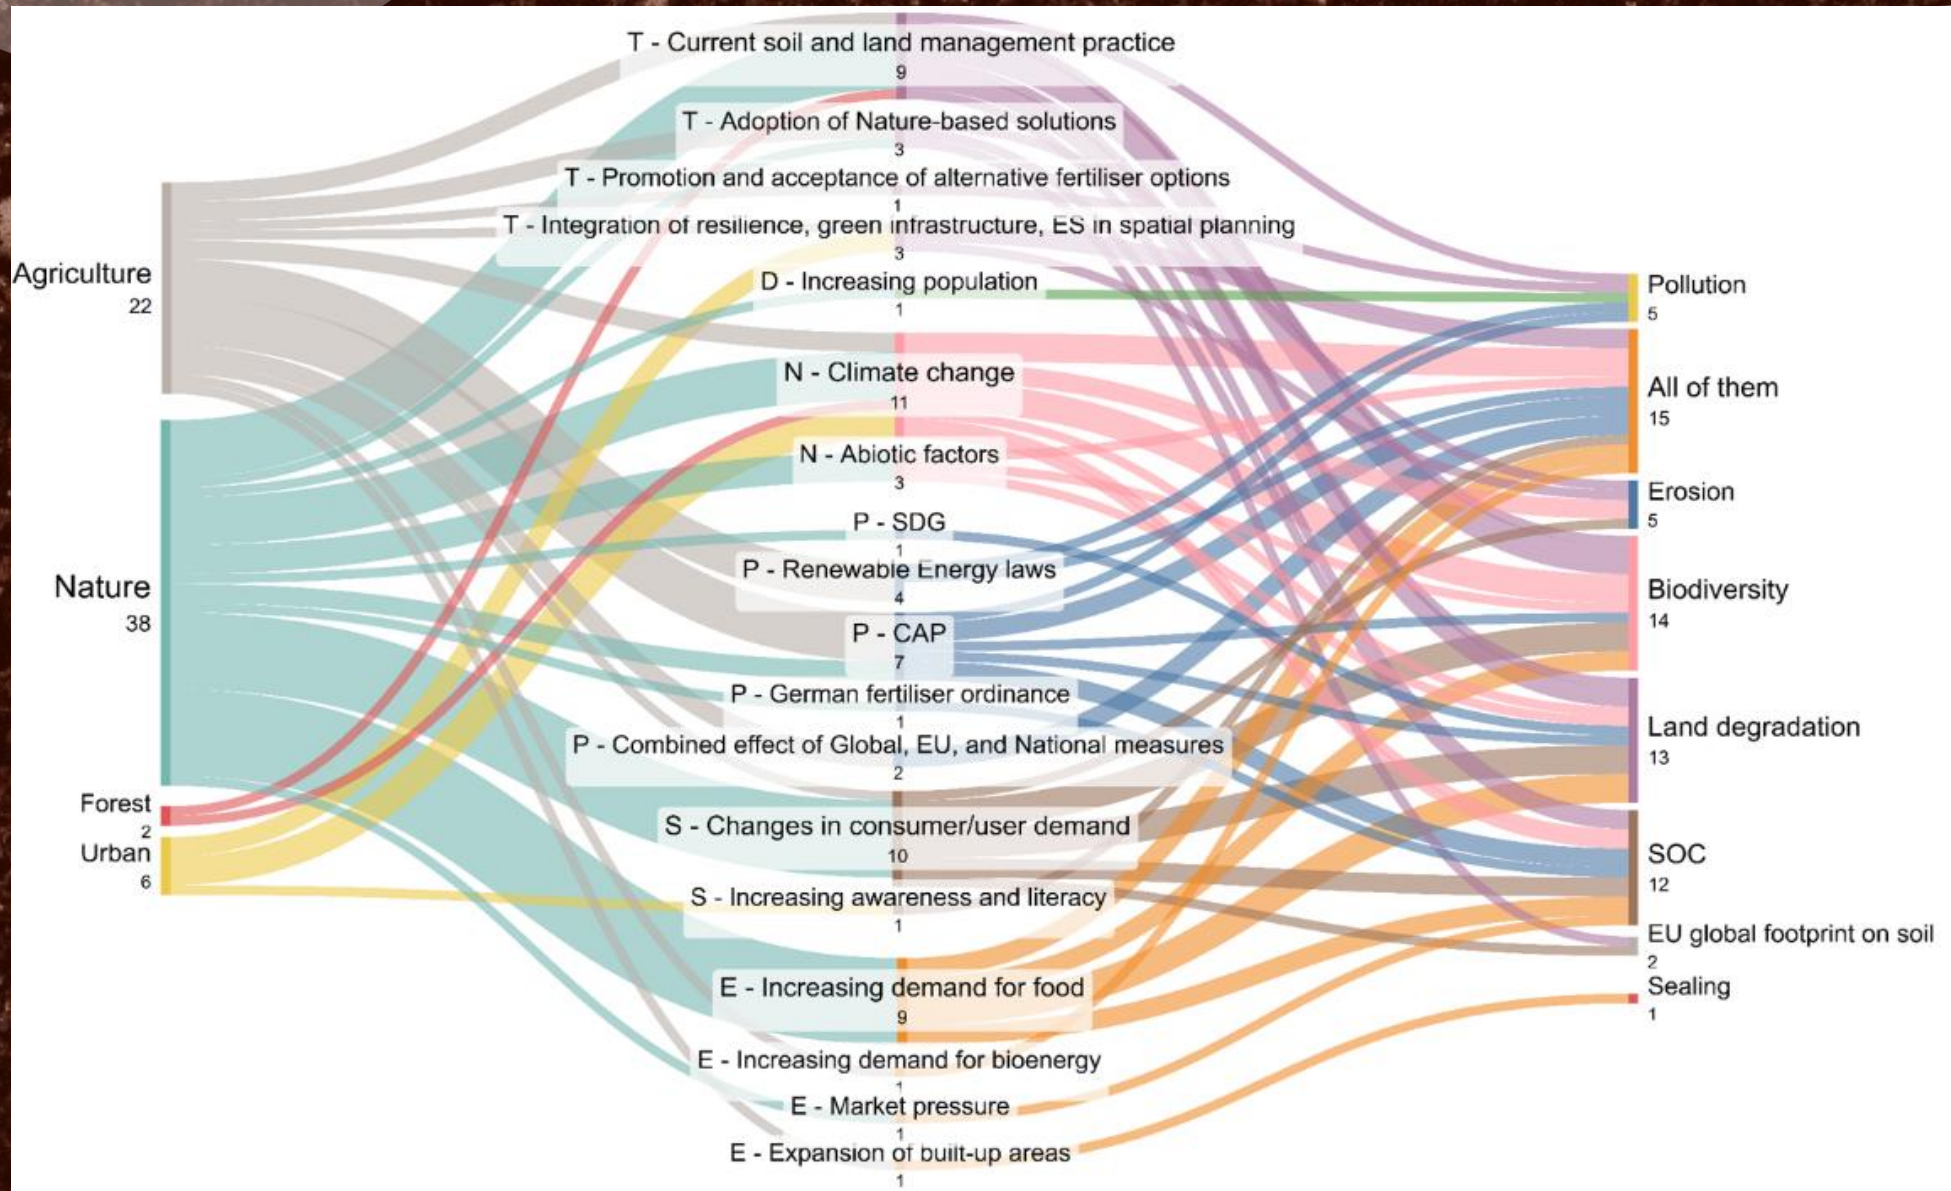 Agriculture
22
Nature
38
Forest
2
Urban
6
T - Current soil and land management practice
9
T - Adoption of Nature-based solutions
3
T - Promotion and acceptance of alternative fertiliser options
1
T - Integration of resilience, green infrastructure, ES in spatial planning
3
D - Increasing population
1
N - Climate change
11
N - Abiotic factors
3
P - SDG
1
P - Renewable Energy laws
4
P - CAP
7
P - German fertiliser ordinance
1
P - Combined effect of Global, EU, and National measures
2
S - Changes in consumer/user demand
10
S - Increasing awareness and literacy
1
E - Increasing demand for food
9
E - Increasing demand for bioenergy
1
E - Market pressure
1
E - Expansion of built-up areas
1
Pollution
5
All of them
15
Erosion
5
Biodiversity
14
Land degradation
13
SOC
12
EU global footprint on soil
2
Sealing
1